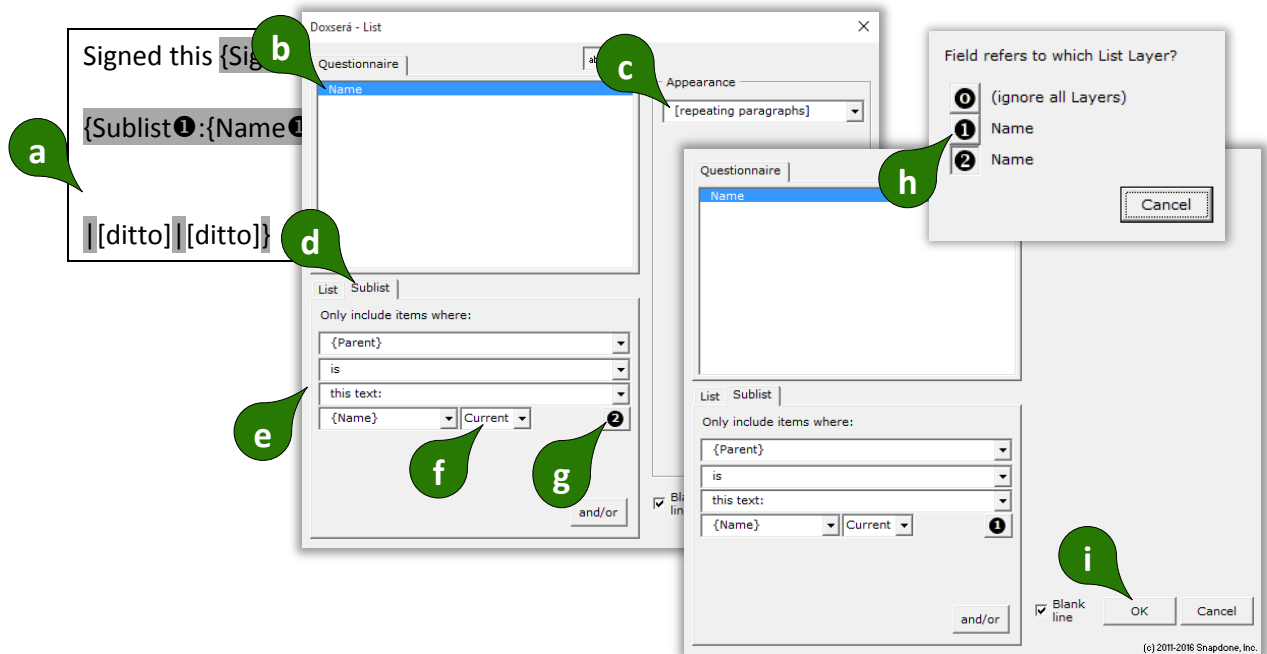 Signed this {Sig
{Sublist❶:{Name❶
|[ditto]|[ditto]}
a
b
c
d
e
f
g
h
i
Doxserá - List
Questionnaire
Name
Appearance
[repeating paragraphs]
List Sublist
Only include items where:
{Parent}
is
this text:
{Name} Current ❷
and/or
Questionnaire
Name
List Sublist
Only include items where:
{Parent}
is
this text:
{Name} Current ❶
and/or
Blank
line
OK Cancel
(c) 2011-2016 Snapdone, Inc.
Field refers to which List Layer?
⓿ (ignore all Layers)
❶ Name
❷ Name
Cancel